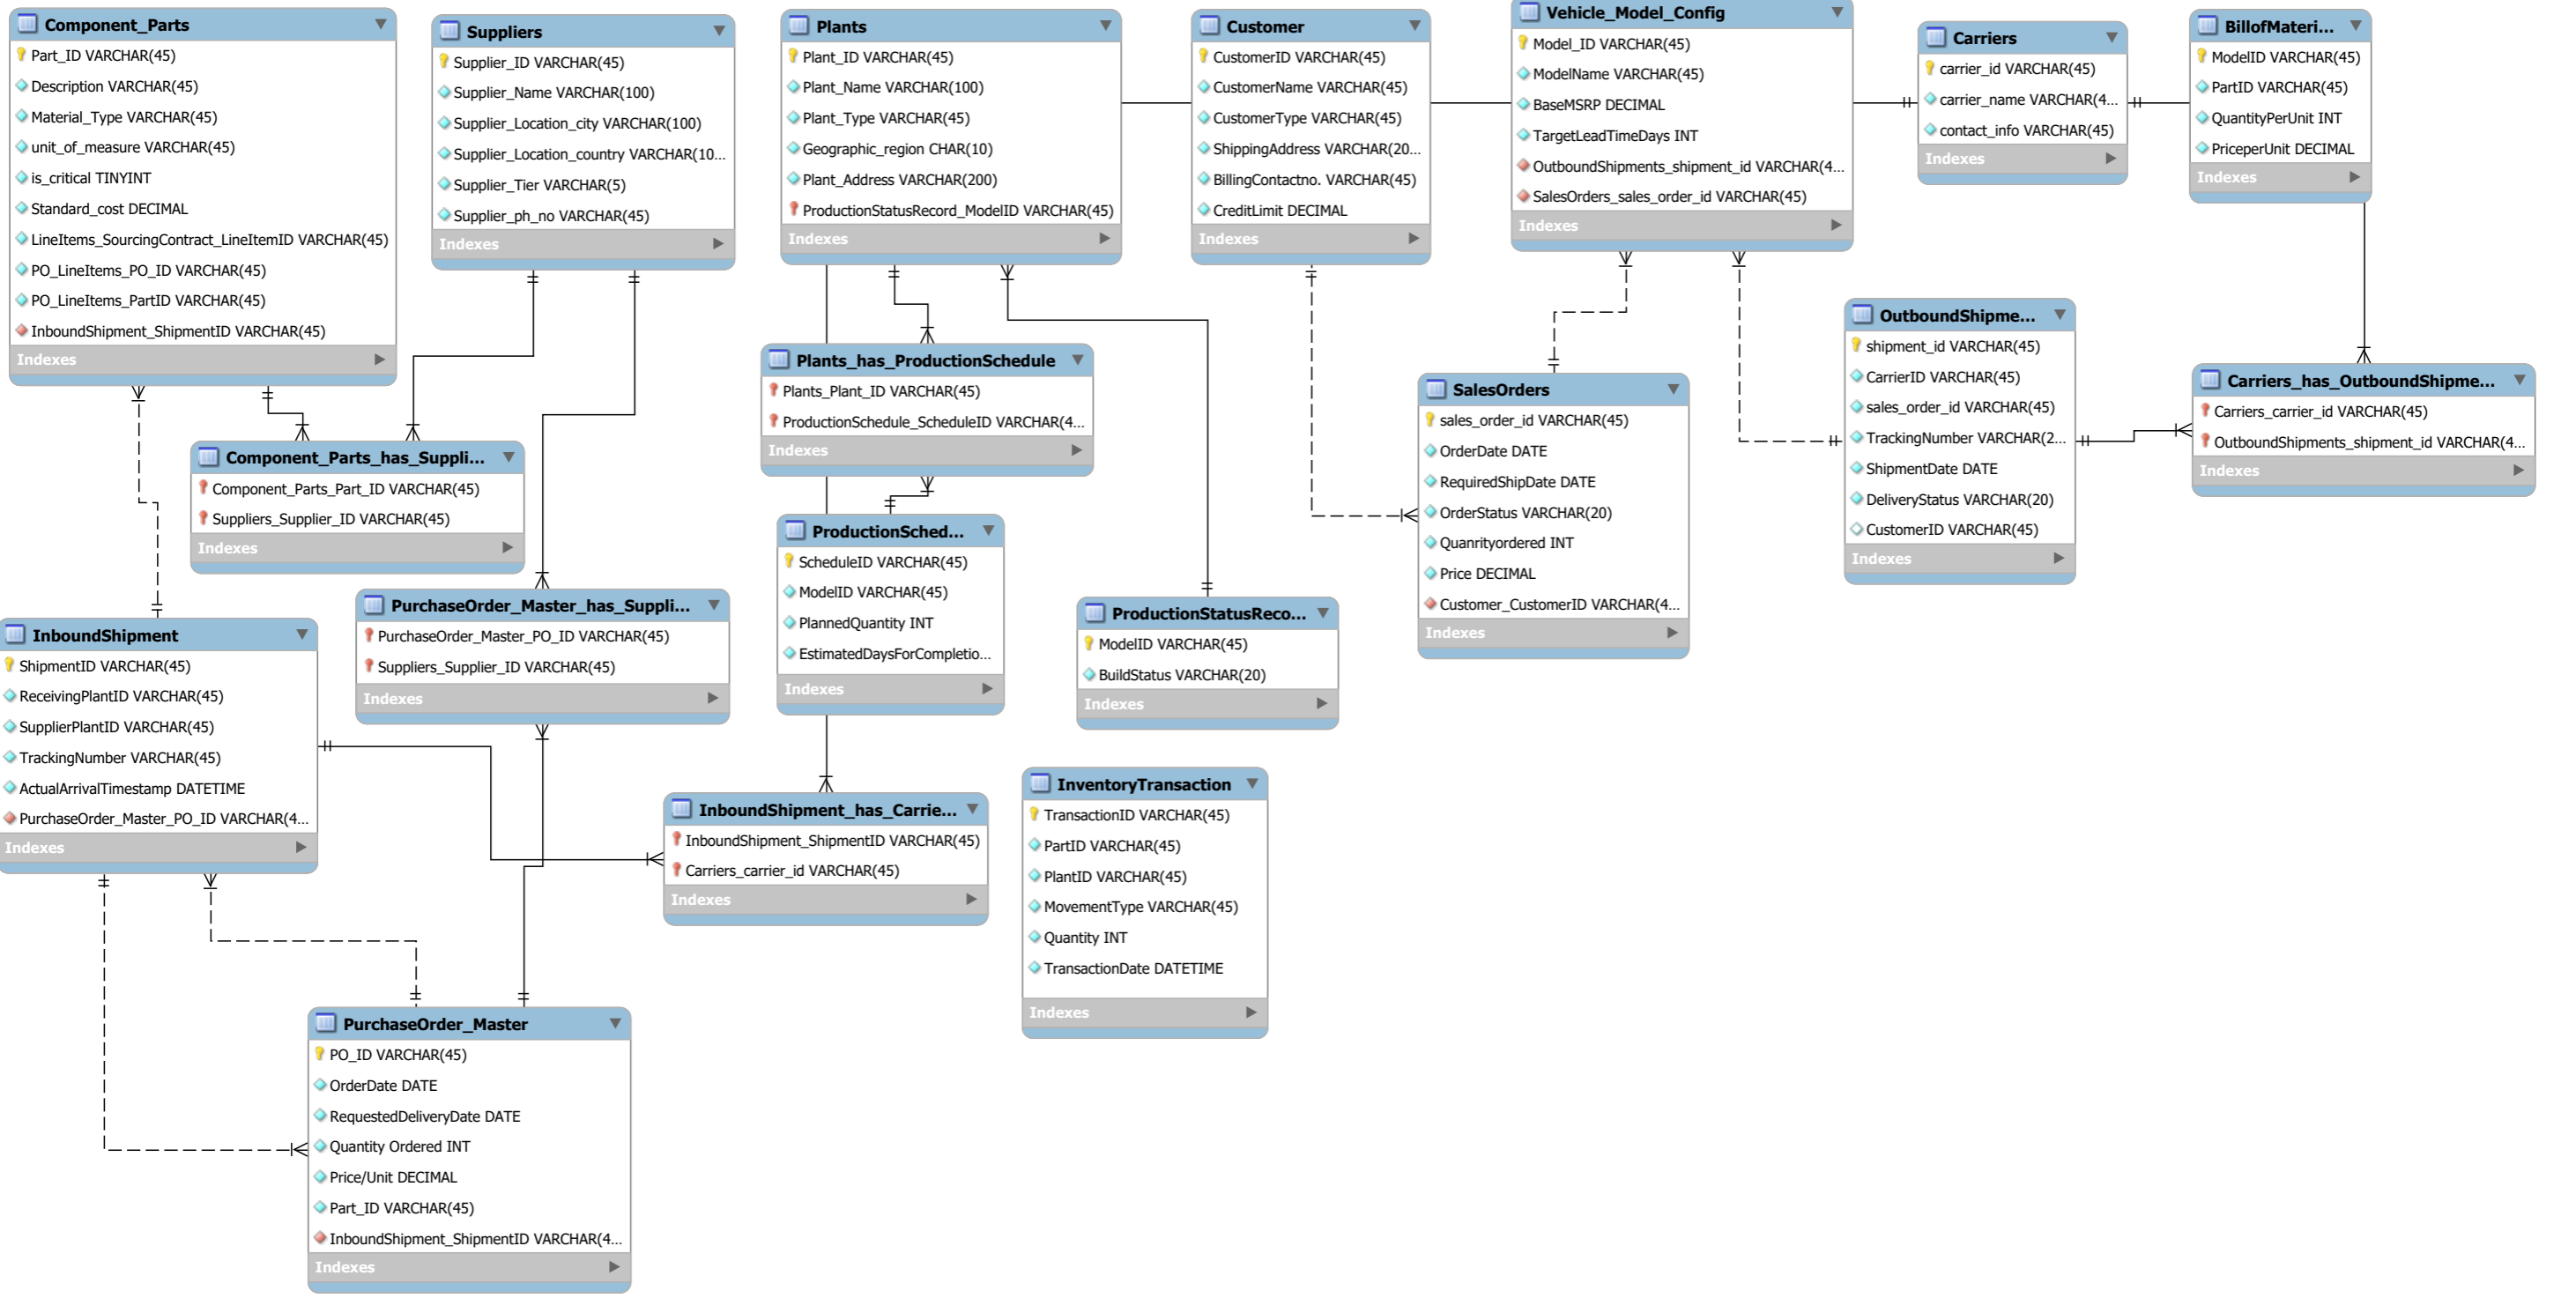 Component_Parts
Part_ID VARCHAR(45)
Description VARCHAR(45)
Material_Type VARCHAR(45)
unit_of_measure VARCHAR(45)
is_critical TINYINT
Standard_cost DECIMAL
LineItems_SourcingContract_LineItemID VARCHAR(45)
PO_LineItems_PO_ID VARCHAR(45)
PO_LineItems_PartID VARCHAR(45)
InboundShipment_ShipmentID VARCHAR(45)
Indexes
Suppliers
Supplier_ID VARCHAR(45)
Supplier_Name VARCHAR(100)
Supplier_Location_city VARCHAR(100)
Supplier_Location_country VARCHAR(10...
Supplier_Tier VARCHAR(5)
Supplier_ph_no VARCHAR(45)
Indexes
Plants
Plant_ID VARCHAR(45)
Plant_Name VARCHAR(100)
Plant_Type VARCHAR(45)
Geographic_region CHAR(10)
Plant_Address VARCHAR(200)
ProductionStatusRecord_ModelID VARCHAR(45)
Indexes
Customer
CustomerID VARCHAR(45)
CustomerName VARCHAR(45)
CustomerType VARCHAR(45)
ShippingAddress VARCHAR(20...
BillingContactno. VARCHAR(45)
CreditLimit DECIMAL
Indexes
Vehicle_Model_Config
Model_ID VARCHAR(45)
ModelName VARCHAR(45)
BaseMSRP DECIMAL
TargetLeadTimeDays INT
OutboundShipments_shipment_id VARCHAR(4...
SalesOrders_sales_order_id VARCHAR(45)
Indexes
Carriers
carrier_id VARCHAR(45)
carrier_name VARCHAR(4...
contact_info VARCHAR(45)
Indexes
BillofMateri...
ModelID VARCHAR(45)
PartID VARCHAR(45)
QuantityPerUnit INT
PriceperUnit DECIMAL
Indexes
Component_Parts_has_Suppli...
Component_Parts_Part_ID VARCHAR(45)
Suppliers_Supplier_ID VARCHAR(45)
Indexes
Plants_has_ProductionSchedule
Plants_Plant_ID VARCHAR(45)
ProductionSchedule_ScheduleID VARCHAR(4...
Indexes
SalesOrders
sales_order_id VARCHAR(45)
OrderDate DATE
RequiredShipDate DATE
OrderStatus VARCHAR(20)
Quanrityordered INT
Price DECIMAL
Customer_CustomerID VARCHAR(4...
Indexes
OutboundShipme...
shipment_id VARCHAR(45)
CarrierID VARCHAR(45)
sales_order_id VARCHAR(45)
TrackingNumber VARCHAR(2...
ShipmentDate DATE
DeliveryStatus VARCHAR(20)
CustomerID VARCHAR(45)
Indexes
Carriers_has_OutboundShipme...
Carriers_carrier_id VARCHAR(45)
OutboundShipments_shipment_id VARCHAR(4...
Indexes
InboundShipment
ShipmentID VARCHAR(45)
ReceivingPlantID VARCHAR(45)
SupplierPlantID VARCHAR(45)
TrackingNumber VARCHAR(45)
ActualArrivalTimestamp DATETIME
PurchaseOrder_Master_PO_ID VARCHAR(4...
Indexes
PurchaseOrder_Master_has_Suppli...
PurchaseOrder_Master_PO_ID VARCHAR(45)
Suppliers_Supplier_ID VARCHAR(45)
Indexes
ProductionSched...
ScheduleID VARCHAR(45)
ModelID VARCHAR(45)
PlannedQuantity INT
EstimatedDaysForCompletio...
Indexes
ProductionStatusReco...
ModelID VARCHAR(45)
BuildStatus VARCHAR(20)
Indexes
InboundShipment_has_Carrie...
InboundShipment_ShipmentID VARCHAR(45)
Carriers_carrier_id VARCHAR(45)
Indexes
InventoryTransaction
TransactionID VARCHAR(45)
PartID VARCHAR(45)
PlantID VARCHAR(45)
MovementType VARCHAR(45)
Quantity INT
TransactionDate DATETIME
Indexes
PurchaseOrder_Master
PO_ID VARCHAR(45)
OrderDate DATE
RequestedDeliveryDate DATE
Quantity Ordered INT
Price/Unit DECIMAL
Part_ID VARCHAR(45)
InboundShipment_ShipmentID VARCHAR(4...
Indexes